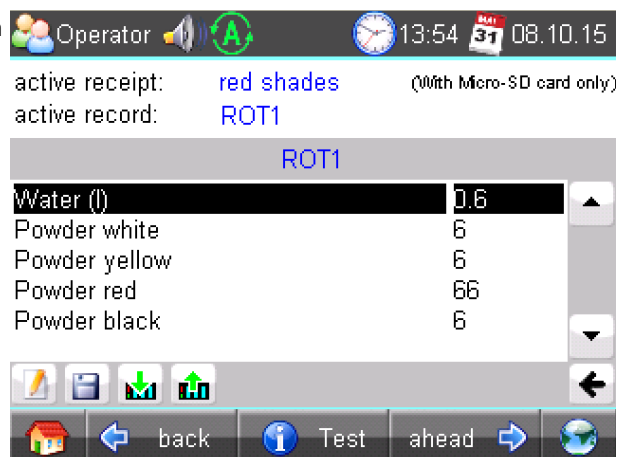 Operator A 13:54 31 08.10.15
active receipt: red shades (With Micro-SD card only)
active record: ROT1
ROT1
Water (l) 0.6
Powder white 6
Powder yellow 6
Powder red 66
Powder black 6
back i Test ahead